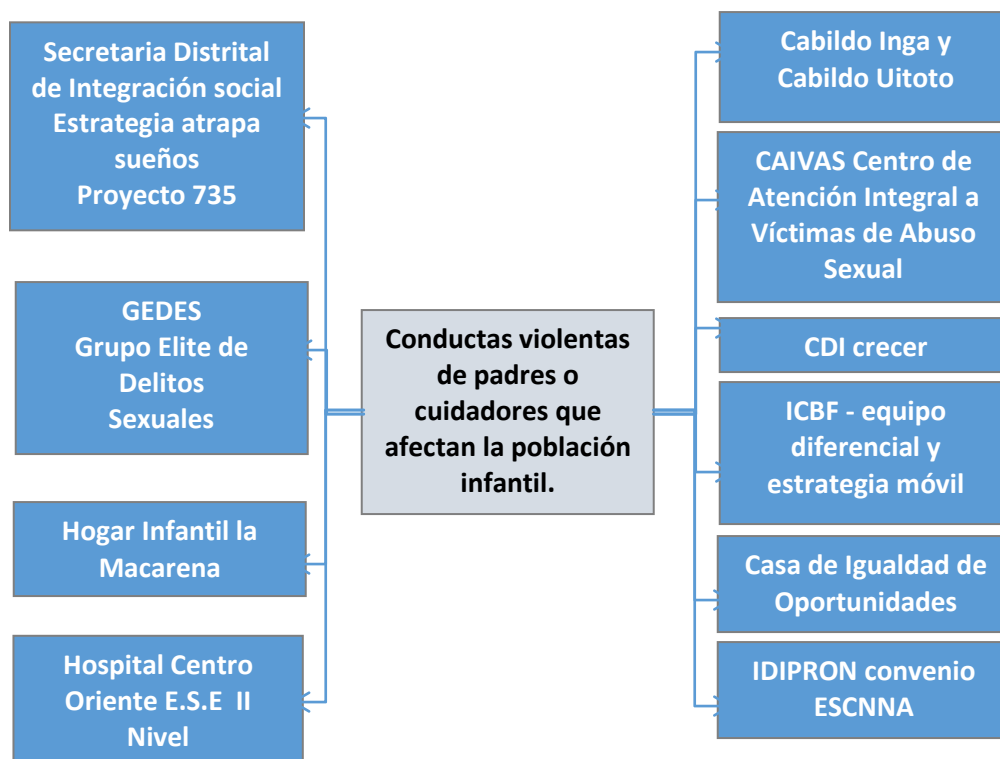 Secretaria Distrital
de Integración social
Estrategia atrapa
sueños
Proyecto 735
GEDES
Grupo Elite de
Delitos
Sexuales
Hogar Infantil la
Macarena
Hospital Centro
Oriente E.S.E II
Nivel
Conductas violentas
de padres o
cuidadores que
afectan la población
infantil.
Cabildo Inga y
Cabildo Uitoto
CAIVAS Centro de
Atención Integral a
Víctimas de Abuso
Sexual
CDI crecer
ICBF - equipo
diferencial y
estrategia móvil
Casa de Igualdad de
Oportunidades
IDIPRON convenio
ESCNNA